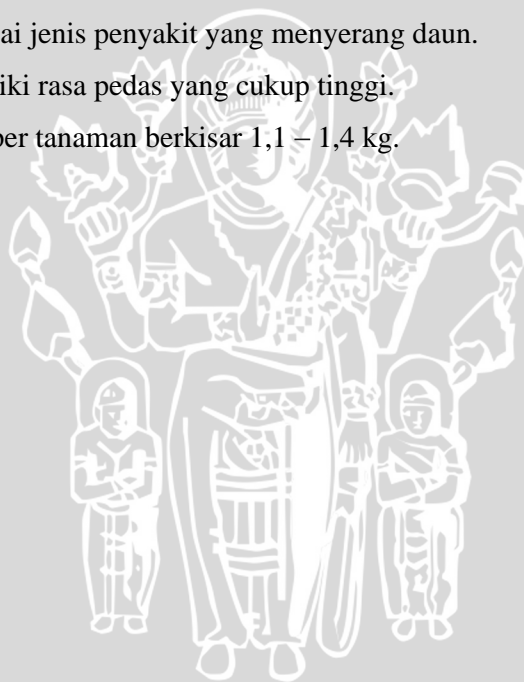 ai jenis penyakit yang menyerang daun.
iki rasa pedas yang cukup tinggi.
per tanaman berkisar 1,1 – 1,4 kg.